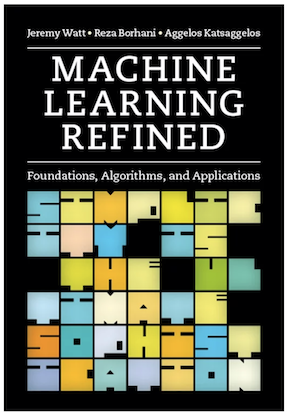 Jeremy Watt • Reza Borhani • Aggelos Katsaggelos
MACHINE
LEARNING
REFINED
Foundations, Algorithms, and Applications